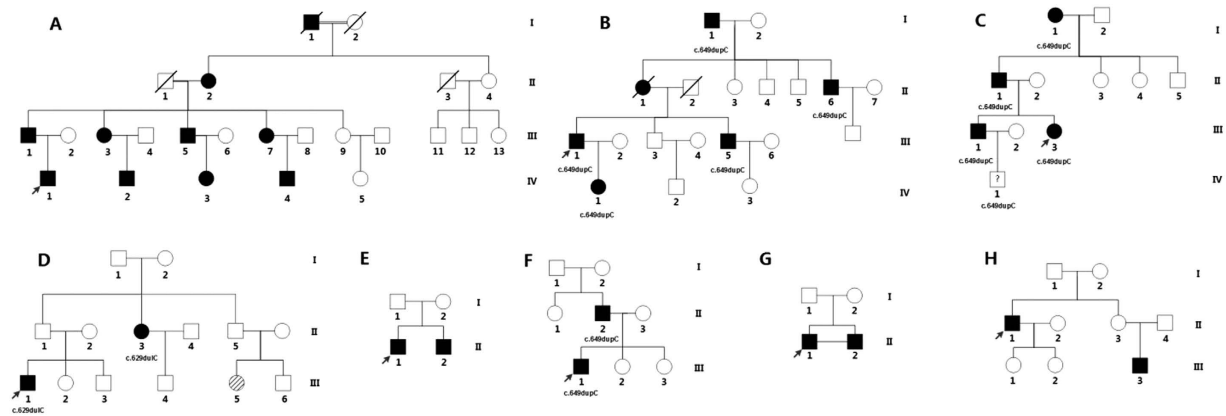 A
I
1 2
II
1 2 3 4
III
1 2 3 4 5 6 7 8 9 10 11 12 13
IV
1 2 3 4 5
B
I
1 2
c.649dupC
II
1 2 3 4 5 6 7
c.649dupC
III
1 2 3 4 5 6
c.649dupC c.649dupC
IV
1 2 3
c.649dupC
C
I
1 2
c.649dupC
II
1 2 3 4 5
c.649dupC
III
1 2 3
c.649dupC c.649dupC
?
IV
1
c.649dupC
D
I
1 2
II
1 2 3 4 5
c.629dulC
III
1 2 3 4 5 6
c.629dulC
E
I
1 2
II
1 2
F
I
1 2
II
1 2 3
c.649dupC
III
1 2 3
c.649dupC
G
I
1 2
II
1 2
H
I
1 2
II
1 2 3 4
III
1 2 3